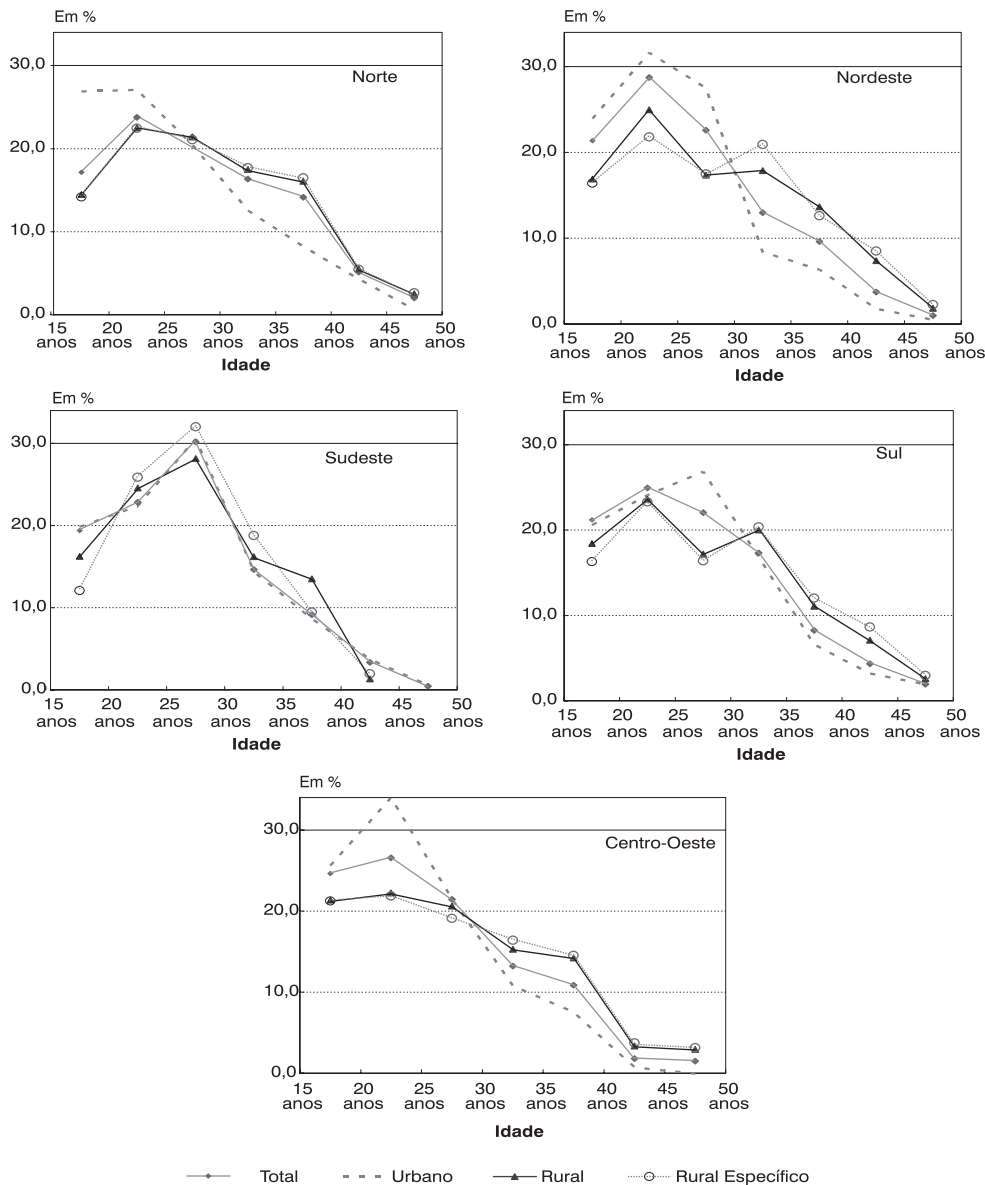 Em %
30,0
Norte
20,0
10,0
0,0
15 20 25 30 35 40 45 50
anos anos anos anos anos anos anos anos
Idade
Em %
30,0
Nordeste
20,0
10,0
0,0
15 20 25 30 35 40 45 50
anos anos anos anos anos anos anos anos
Idade
Em %
30,0
Sudeste
20,0
10,0
0,0
15 20 25 30 35 40 45 50
anos anos anos anos anos anos anos anos
Idade
Em %
30,0
Sul
20,0
10,0
0,0
15 20 25 30 35 40 45 50
anos anos anos anos anos anos anos anos
Idade
Em %
30,0
Centro-Oeste
20,0
10,0
0,0
15 20 25 30 35 40 45 50
anos anos anos anos anos anos anos anos
Idade
Total Urbano Rural Rural Específico